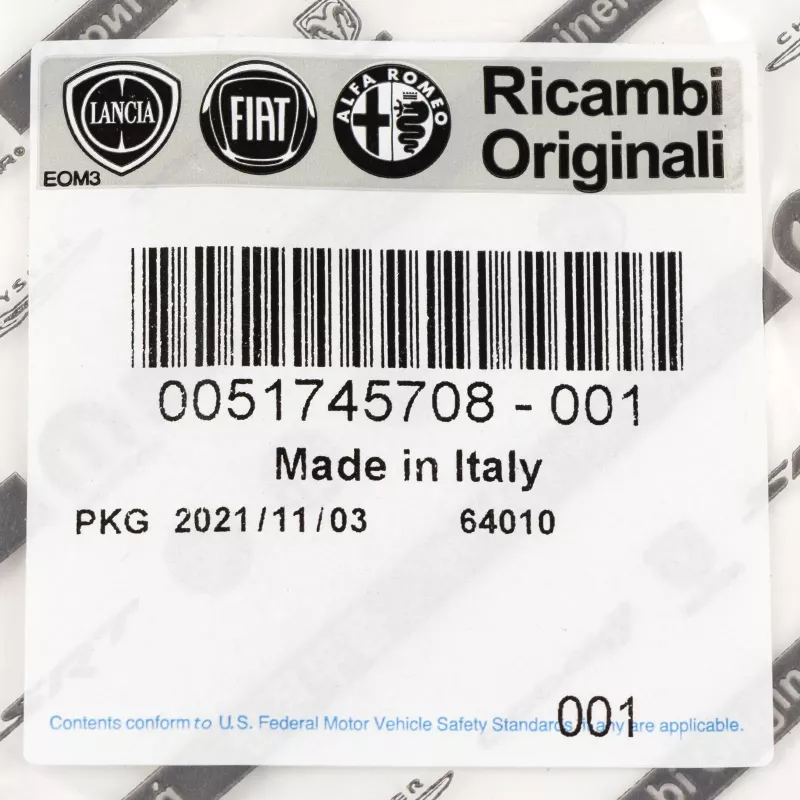 LANCIA
FIAT
ALFA ROMEO
Ricambi
Originali
EOM3
0051745708 - 001
Made in Italy
PKG 2021/11/03 64010
001
Contents conform to U.S. Federal Motor Vehicle Safety Standards if any are applicable.
Ricambi